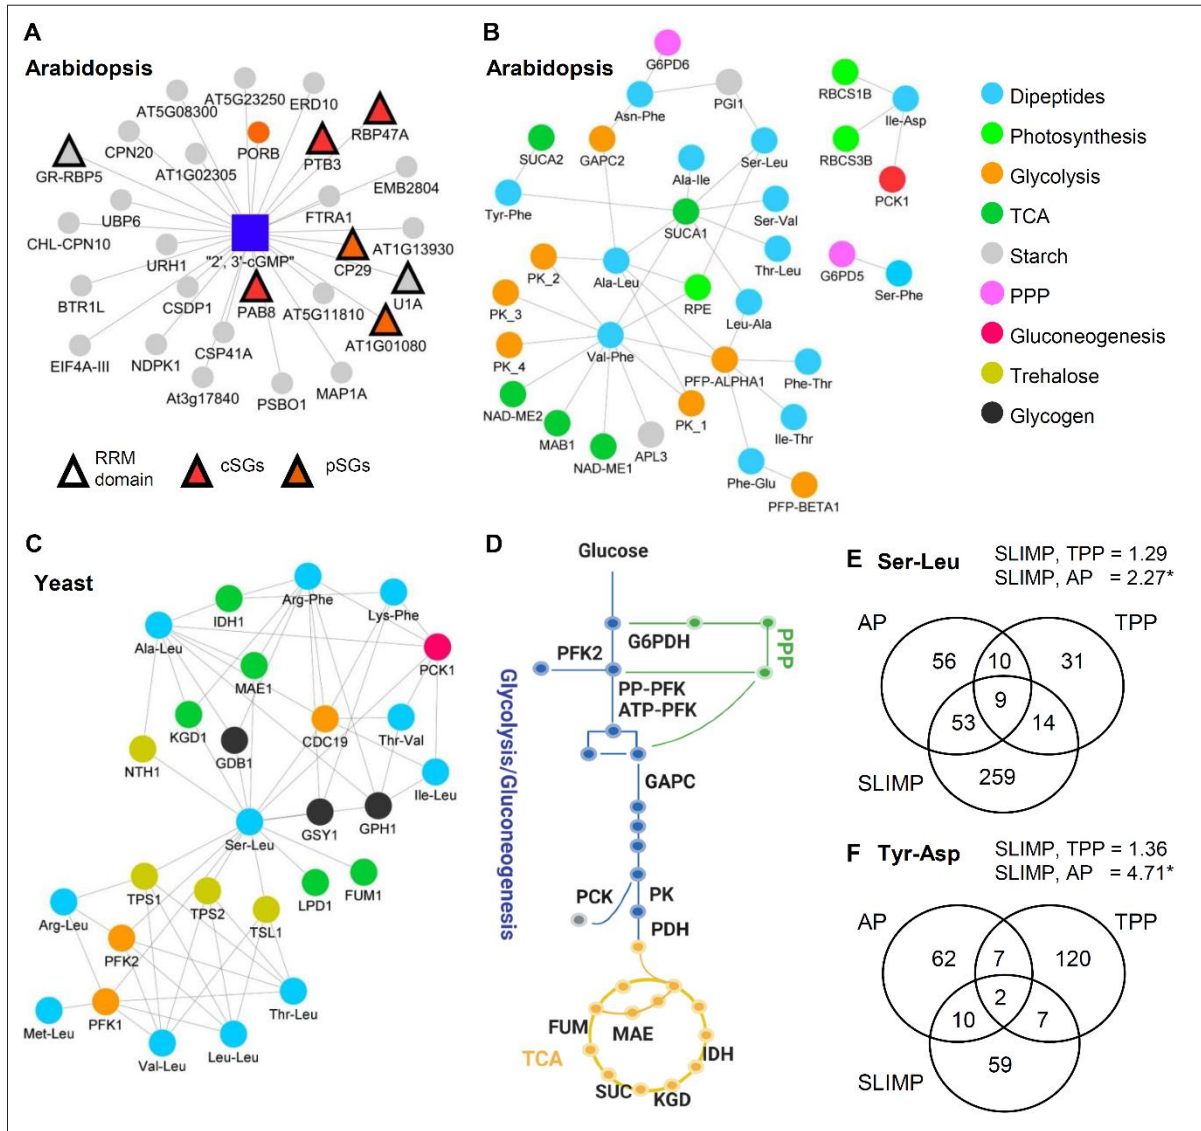 A
Arabidopsis
AT5G23250
ERD10
AT5G08300
RBP47A
CPN20
PORB
PTB3
GR-RBP5
AT1G02305
EMB2804
UBP6
FTRA1
CHL-CPN10
AT1G13930
URH1
"2', 3'-cGMP"
CP29
BTR1L
CSDP1
PAB8
AT5G11810
U1A
EIF4A-III
NDPK1
CSP41A
AT1G01080
At3g17840
PSBO1
MAP1A
RRM domain
cSGs
pSGs
B
Arabidopsis
G6PD6
Asn-Phe
PGI1
RBCS1B
Ile-Asp
SUCA2
GAPC2
Ser-Leu
RBCS3B
Ala-Ile
PCK1
Tyr-Phe
Ser-Val
SUCA1
Thr-Leu
G6PD5
Ser-Phe
PK_2
Ala-Leu
RPE
PK_3
Leu-Ala
Val-Phe
PK_4
PFP-ALPHA1
Phe-Thr
NAD-ME2
PK_1
MAB1
Ile-Thr
NAD-ME1
APL3
Phe-Glu
PFP-BETA1
Dipeptides
Photosynthesis
Glycolysis
TCA
Starch
PPP
Gluconeogenesis
Trehalose
Glycogen
C
Yeast
Arg-Phe
IDH1
Lys-Phe
Ala-Leu
PCK1
MAE1
KGD1
CDC19
Thr-Val
GDB1
NTH1
Ile-Leu
GSY1
GPH1
Ser-Leu
TPS1
TPS2
LPD1
FUM1
Arg-Leu
TSL1
PFK2
Thr-Leu
Met-Leu
PFK1
Val-Leu
Leu-Leu
D
Glucose
G6PDH
PPP
PFK2
PP-PFK
ATP-PFK
Glycolysis/Gluconeogenesis
GAPC
PCK
PK
PDH
FUM
MAE
IDH
TCA
SUC
KGD
E Ser-Leu
SLIMP, TPP = 1.29
SLIMP, AP = 2.27*
AP
TPP
56
10
31
9
53
14
SLIMP
259
F Tyr-Asp
SLIMP, TPP = 1.36
SLIMP, AP = 4.71*
AP
TPP
62
7
120
2
10
7
SLIMP
59